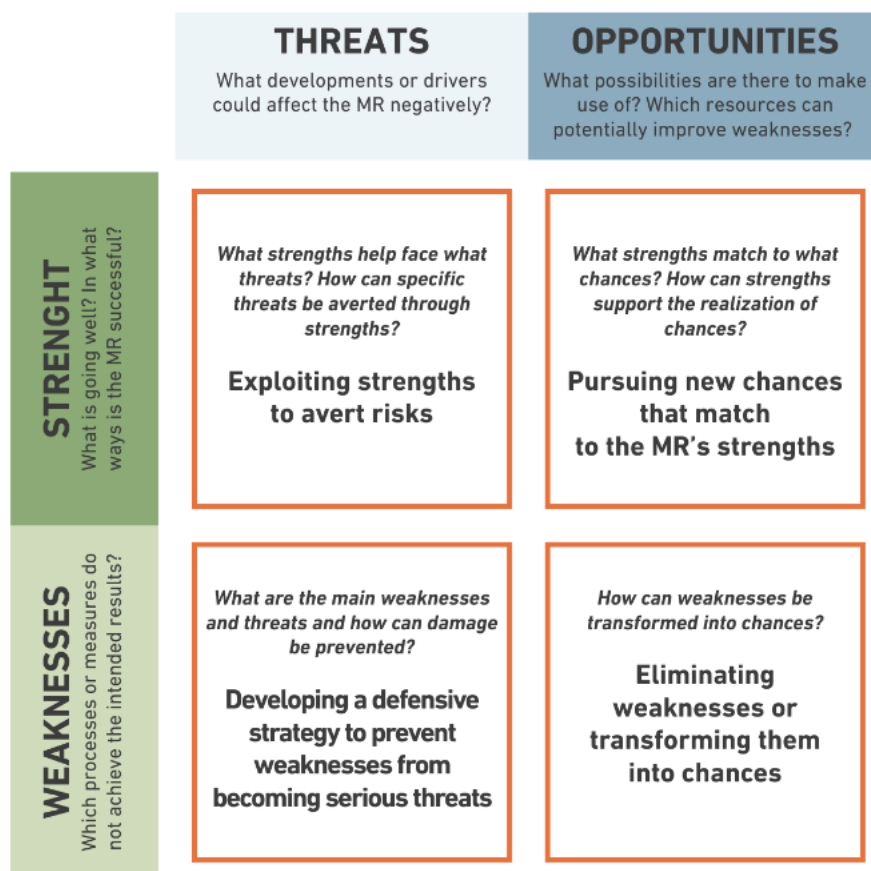 THREATS
What developments or drivers
could affect the MR negatively?
OPPORTUNITIES
What possibilities are there to make
use of? Which resources can
potentially improve weaknesses?
STRENGHT
What is going well? In what
ways is the MR successful?
What strengths help face what
threats? How can specific
threats be averted through
strengths?
Exploiting strengths
to avert risks
What strengths match to what
chances? How can strengths
support the realization of
chances?
Pursuing new chances
that match
to the MR's strengths
WEAKNESSES
Which processes or measures do
not achieve the intended results?
What are the main weaknesses
and threats and how can damage
be prevented?
Developing a defensive
strategy to prevent
weaknesses from
becoming serious threats
How can weaknesses be
transformed into chances?
Eliminating
weaknesses or
transforming them
into chances